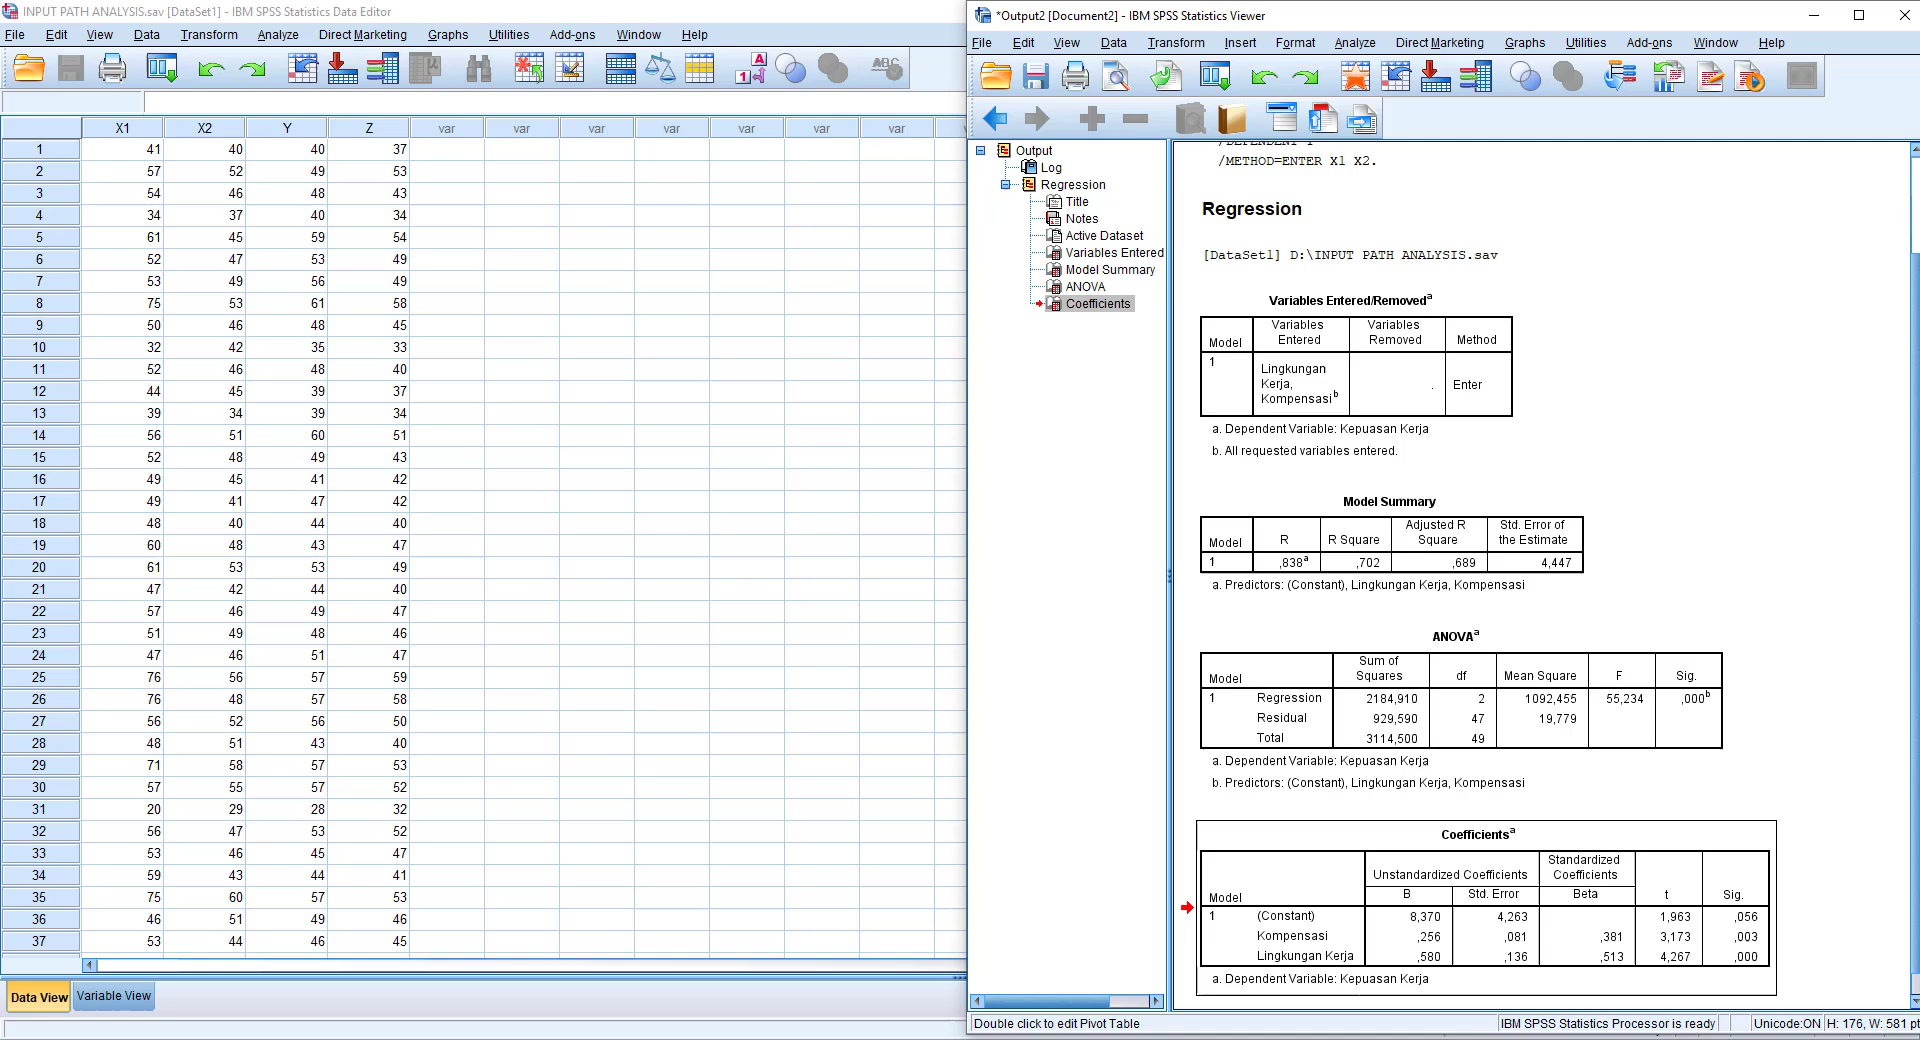 INPUT PATH ANALYSIS.sav [DataSet1] - IBM SPSS Statistics Data Editor
File Edit View Data Transform Analyze Direct Marketing Graphs Utilities Add-ons Window Help
X1 X2 Y Z var var var var var var var
1 41 40 40 37
2 57 52 49 53
3 54 46 48 43
4 34 37 40 34
5 61 45 59 54
6 52 47 53 49
7 53 49 56 49
8 75 53 61 58
9 50 46 48 45
10 32 42 35 33
11 52 46 48 40
12 44 45 39 37
13 39 34 39 34
14 56 51 60 51
15 52 48 49 43
16 49 45 41 42
17 49 41 47 42
18 48 40 44 40
19 60 48 43 47
20 61 53 53 49
21 47 42 44 40
22 57 46 49 47
23 51 49 48 46
24 47 46 51 47
25 76 56 57 59
26 76 48 57 58
27 56 52 56 50
28 48 51 43 40
29 71 58 57 53
30 57 55 57 52
31 20 29 28 32
32 56 47 53 52
33 53 46 45 47
34 59 43 44 41
35 75 60 57 53
36 46 51 49 46
37 53 44 46 45
Data View Variable View
*Output2 [Document2] - IBM SPSS Statistics Viewer
File Edit View Data Transform Insert Format Analyze Direct Marketing Graphs Utilities Add-ons Window Help
Output
Log
Regression
Title
Notes
Active Dataset
Variables Entered
Model Summary
ANOVA
Coefficients
/METHOD=ENTER X1 X2.
Regression
[DataSet1] D:\INPUT PATH ANALYSIS.sav
Variables Entered/Removed^a
Model Variables Entered Variables Removed Method
1 Lingkungan Kerja, Kompensasi^b . Enter
a. Dependent Variable: Kepuasan Kerja
b. All requested variables entered.
Model Summary
Model R R Square Adjusted R Square Std. Error of the Estimate
1 ,838^a ,702 ,689 4,447
a. Predictors: (Constant), Lingkungan Kerja, Kompensasi
ANOVA^a
Model Sum of Squares df Mean Square F Sig.
1 Regression 2184,910 2 1092,455 55,234 ,000^b
Residual 929,590 47 19,779
Total 3114,500 49
a. Dependent Variable: Kepuasan Kerja
b. Predictors: (Constant), Lingkungan Kerja, Kompensasi
Coefficients^a
Model Unstandardized Coefficients Standardized Coefficients t Sig.
B Std. Error Beta
1 (Constant) 8,370 4,263 1,963 ,056
Kompensasi ,256 ,081 ,381 3,173 ,003
Lingkungan Kerja ,580 ,136 ,513 4,267 ,000
a. Dependent Variable: Kepuasan Kerja
Double click to edit Pivot Table
IBM SPSS Statistics Processor is ready Unicode:ON H: 176, W: 581 pt